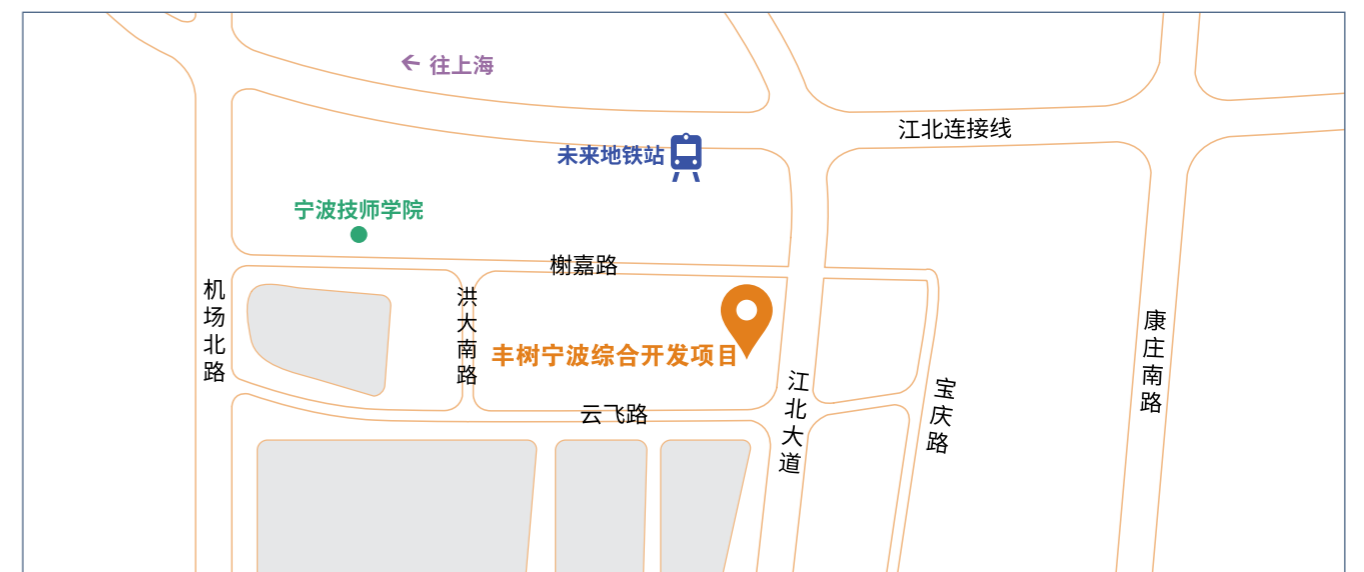 ← 往上海
江北连接线
未来地铁站
宁波技师学院
榭嘉路
机场北路
洪大南路
丰树宁波综合开发项目
康庄南路
江北大道
宝庆路
云飞路